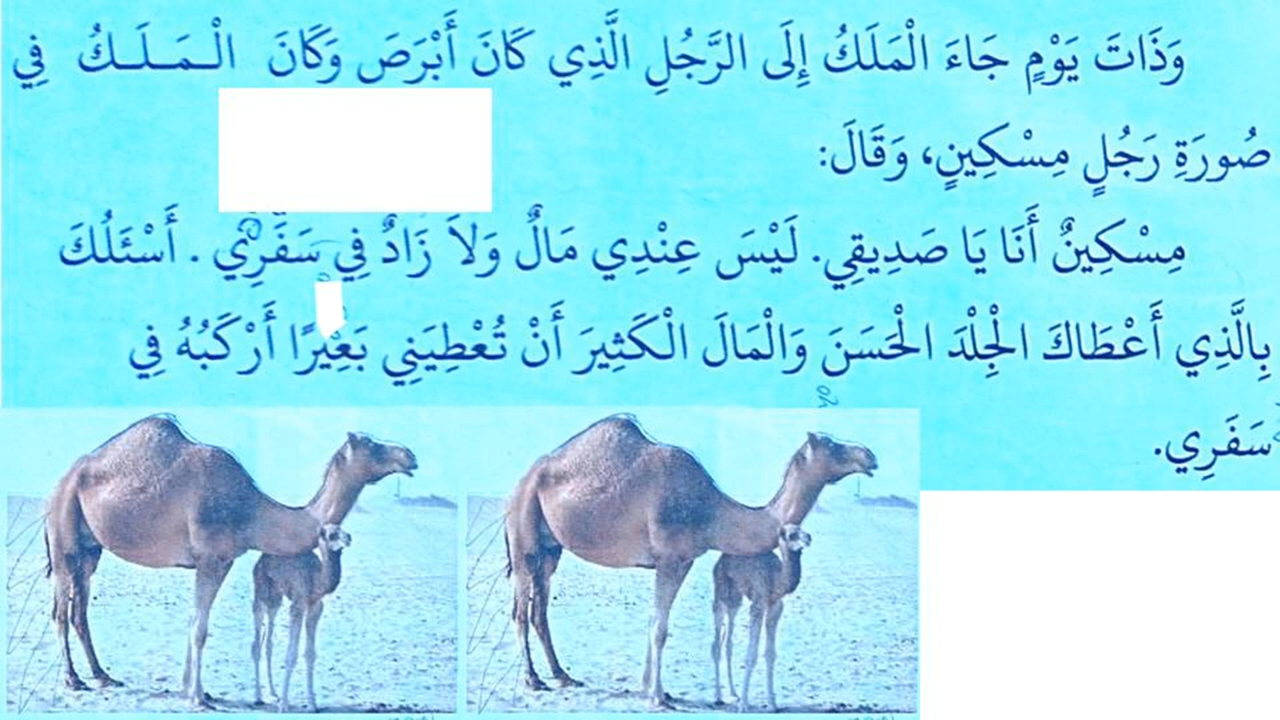 وَذَاتَ يَوْمٍ جَاءَ الْمَلَكُ إِلَى الرَّجُلِ الَّذِي كَانَ أَبْرَصَ وَكَانَ الْـمَـلَـكُ فِي
صُورَةِ رَجُلٍ مِسْكِينٍ، وَقَالَ:
مِسْكِينٌ أَنَا يَا صَدِيقِي. لَيْسَ عِنْدِي مَالٌ وَلاَ زَادٌ فِي سَفَرِي . أَسْئَلُكَ
بِالَّذِي أَعْطَاكَ الْجِلْدَ الْحَسَنَ وَالْمَالَ الْكَثِيرَ أَنْ تُعْطِيَنِي بَعِيْرًا أَرْكَبُهُ فِي
سَفَرِي.